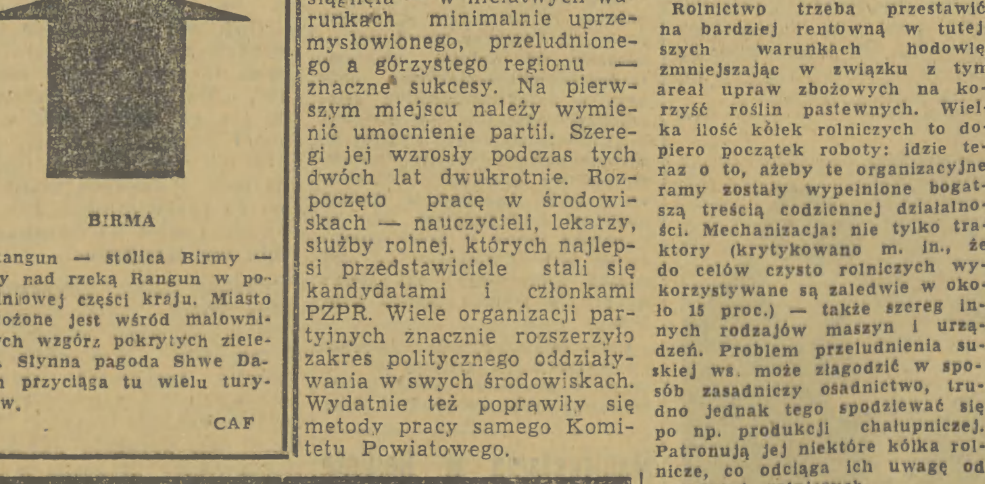 BIRMA
angun — stolica Birmy —
y nad rzeką Rangun w po-
niowej części kraju. Miasto
ożone jest wśród malowni-
ych wzgórz pokrytych ziele-
. Słynna pagoda Shwe Da-
przyciąga tu wielu tury-
w.
CAF
runkach minimalnie uprze-
mysłowionego, przeludnione-
go a górzystego regionu —
znaczne sukcesy. Na pierw-
szym miejscu należy wymie-
nić umocnienie partii. Szere-
gi jej wzrosły podczas tych
dwóch lat dwukrotnie. Roz-
poczęto pracę w środowi-
skach — nauczycieli, lekarzy,
służby rolnej. których najlep-
si przedstawiciele stali się
kandydatami i członkami
PZPR. Wiele organizacji par-
tyjnych znacznie rozszerzyło
zakres politycznego oddziały-
wania w swych środowiskach.
Wydatnie też poprawiły się
metody pracy samego Komi-
tetu Powiatowego.
Rolnictwo trzeba przestawić
na bardziej rentowną w tutej
szych warunkach hodowlę
zmniejszając w związku z tym
areał upraw zbożowych na ko-
rzyść roślin pastewnych. Wiel-
ka ilość kółek rolniczych to do-
piero początek roboty: idzie te-
raz o to, ażeby te organizacyjne
ramy zostały wypełnione bogat-
szą treścią codziennej działalno-
ści. Mechanizacja: nie tylko tra-
ktory (krytykowano m. in., że
do celów czysto rolniczych wy-
korzystywane są zaledwie w oko-
ło 15 proc.) — także szereg in-
nych rodzajów maszyn i urzą-
dzeń. Problem przeludnienia su-
skiej ws. może złagodzić w spo-
sób zasadniczy osadnictwo, tru-
dno jednak tego spodziewać się
po np. produkcji chałupniczej.
Patronują jej niektóre kółka rol-
nicze, co odciąga ich uwagę od